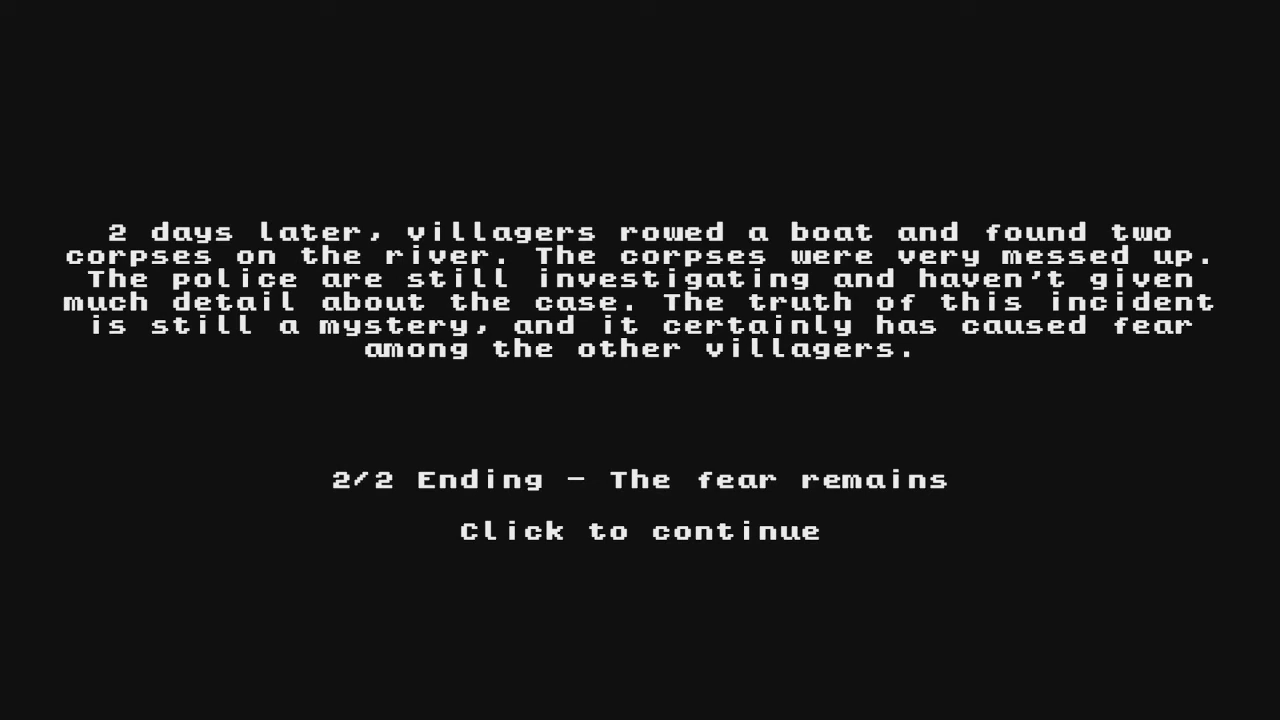 2 days later, villagers rowed a boat and found two
corpses on the river. The corpses were very messed up.
The police are still investigating and haven't given
much detail about the case. The truth of this incident
is still a mystery, and it certainly has caused fear
among the other villagers.
2/2 Ending - The fear remains
Click to continue